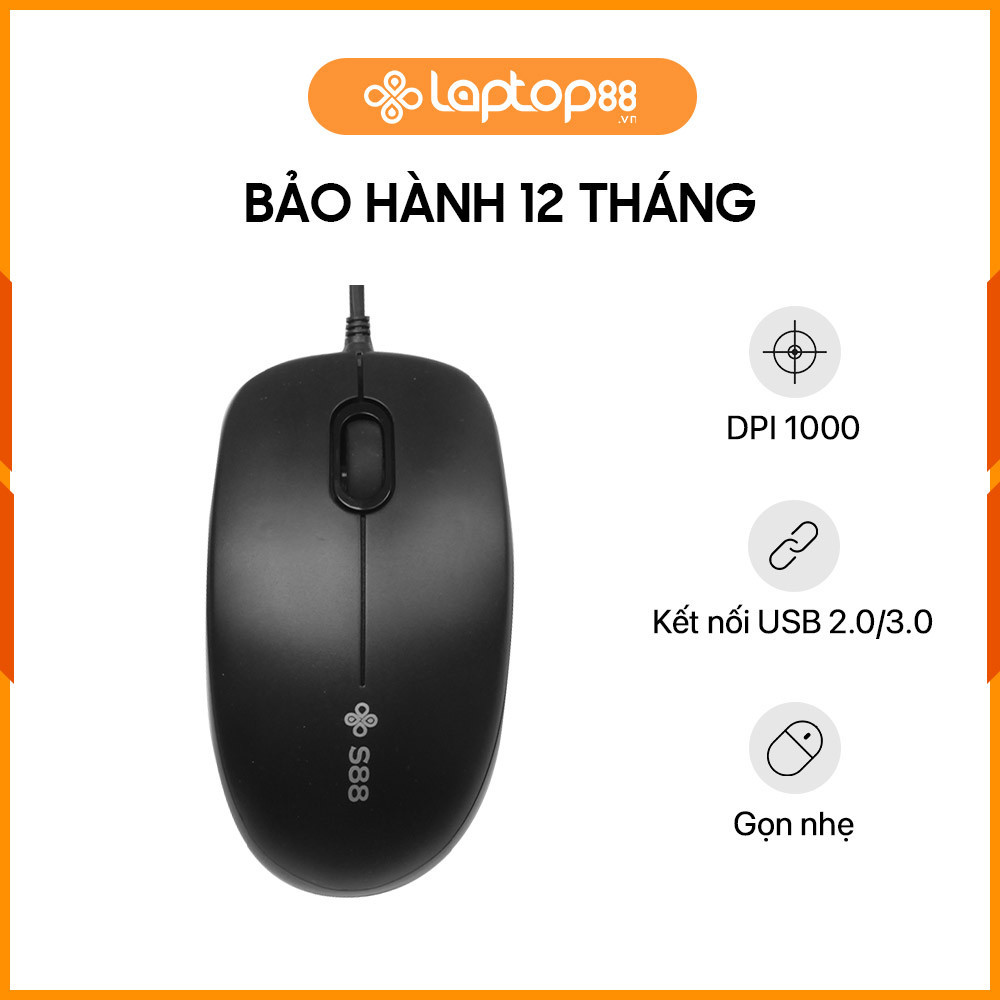 Laptop88
.vn
BẢO HÀNH 12 THÁNG
DPI 1000
Kết nối USB 2.0/3.0
S88
Gọn nhẹ